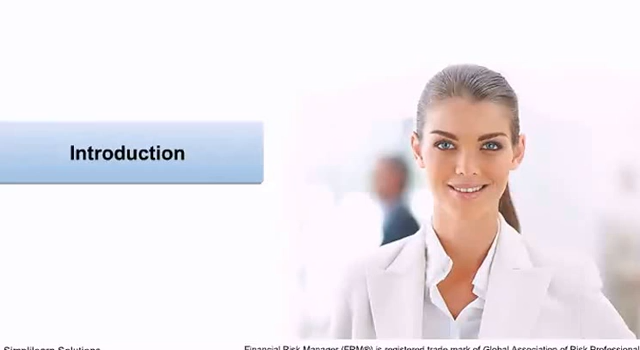 Introduction
Simplilearn Solutions
Financial Risk Manager (FRM®) is registered trade mark of Global Association of Risk Professional